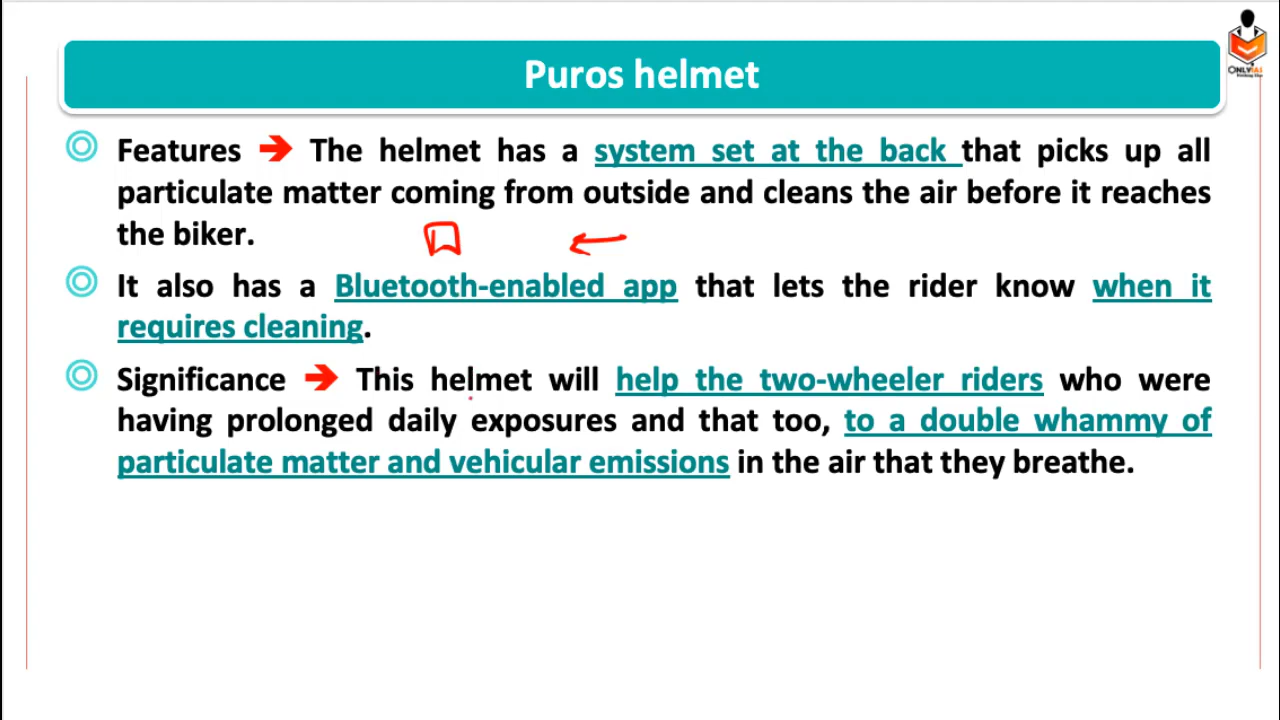 Puros helmet
ONLYIAS
Features ➔ The helmet has a system set at the back that picks up all
particulate matter coming from outside and cleans the air before it reaches
the biker.
It also has a Bluetooth-enabled app that lets the rider know when it
requires cleaning.
Significance ➔ This helmet will help the two-wheeler riders who were
having prolonged daily exposures and that too, to a double whammy of
particulate matter and vehicular emissions in the air that they breathe.